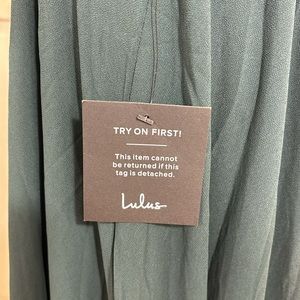 TRY ON FIRST!
This item cannot
be returned if this
tag is detached.
Lulus